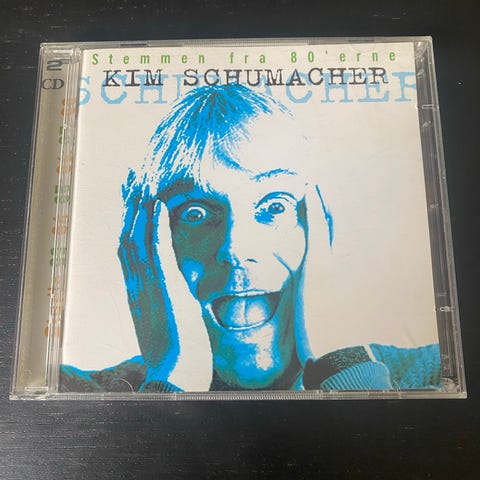 Stemmen fra 80'erne
KIM SCHUMACHER
SCHUMACHER
2
CD